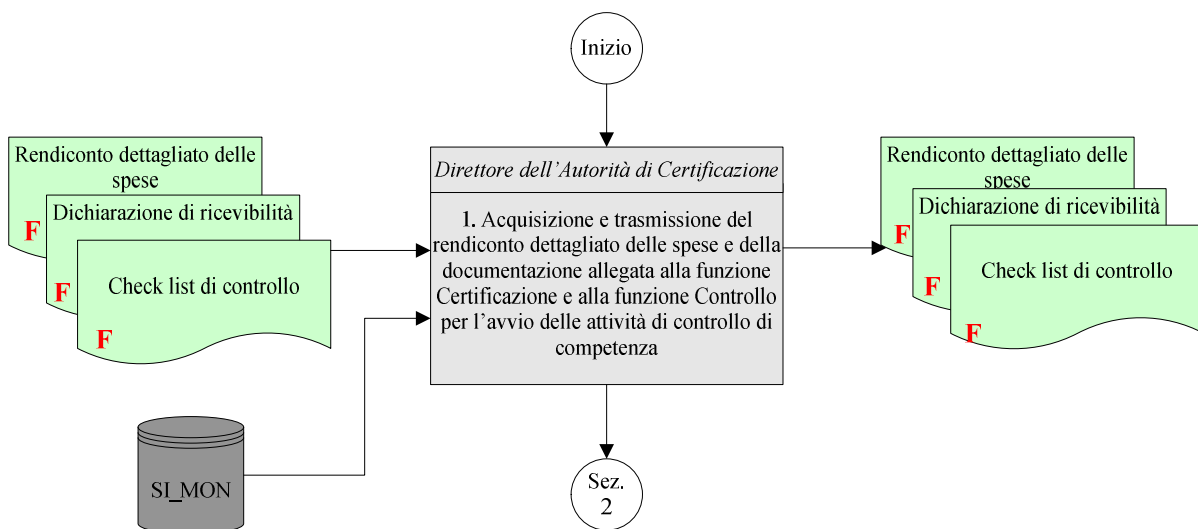 Inizio
Rendiconto dettagliato delle
spese
F
Dichiarazione di ricevibilità
F
Check list di controllo
F
SI_MON
Direttore dell'Autorità di Certificazione
1. Acquisizione e trasmissione del
rendiconto dettagliato delle spese e della
documentazione allegata alla funzione
Certificazione e alla funzione Controllo
per l'avvio delle attività di controllo di
competenza
Rendiconto dettagliato delle
spese
F
Dichiarazione di ricevibilità
F
Check list di controllo
F
Sez.
2